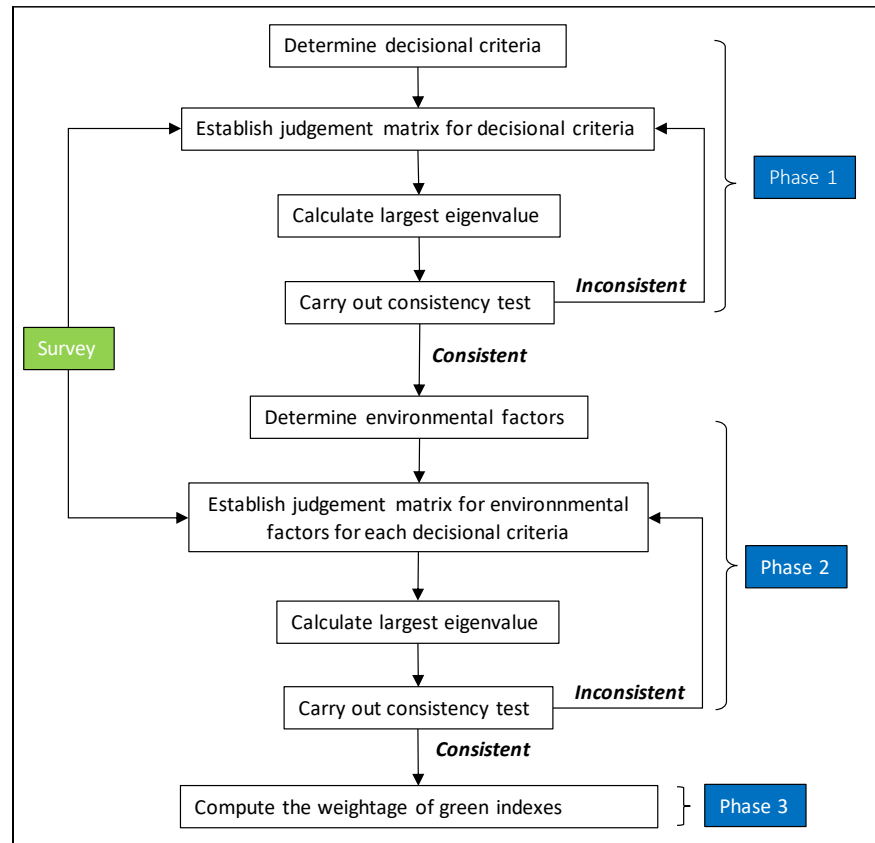 Determine decisional criteria
Establish judgement matrix for decisional criteria
Phase 1
Calculate largest eigenvalue
Inconsistent
Carry out consistency test
Survey
Consistent
Determine environmental factors
Establish judgement matrix for environnmental
factors for each decisional criteria
Phase 2
Calculate largest eigenvalue
Inconsistent
Carry out consistency test
Consistent
Compute the weightage of green indexes
Phase 3